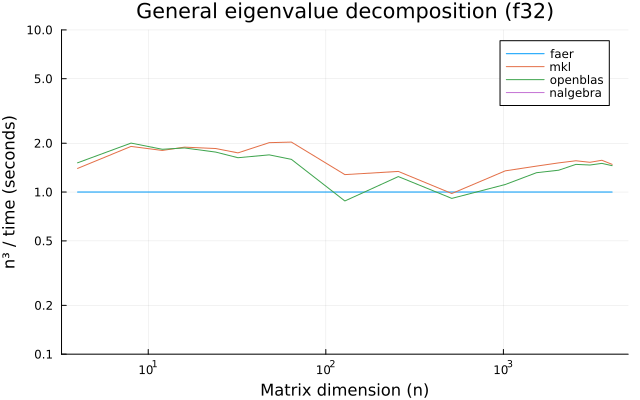 General eigenvalue decomposition (f32)
10.0
5.0
2.0
1.0
0.5
0.2
0.1
n³ / time (seconds)
faer
mkl
openblas
nalgebra
10¹
10²
10³
Matrix dimension (n)